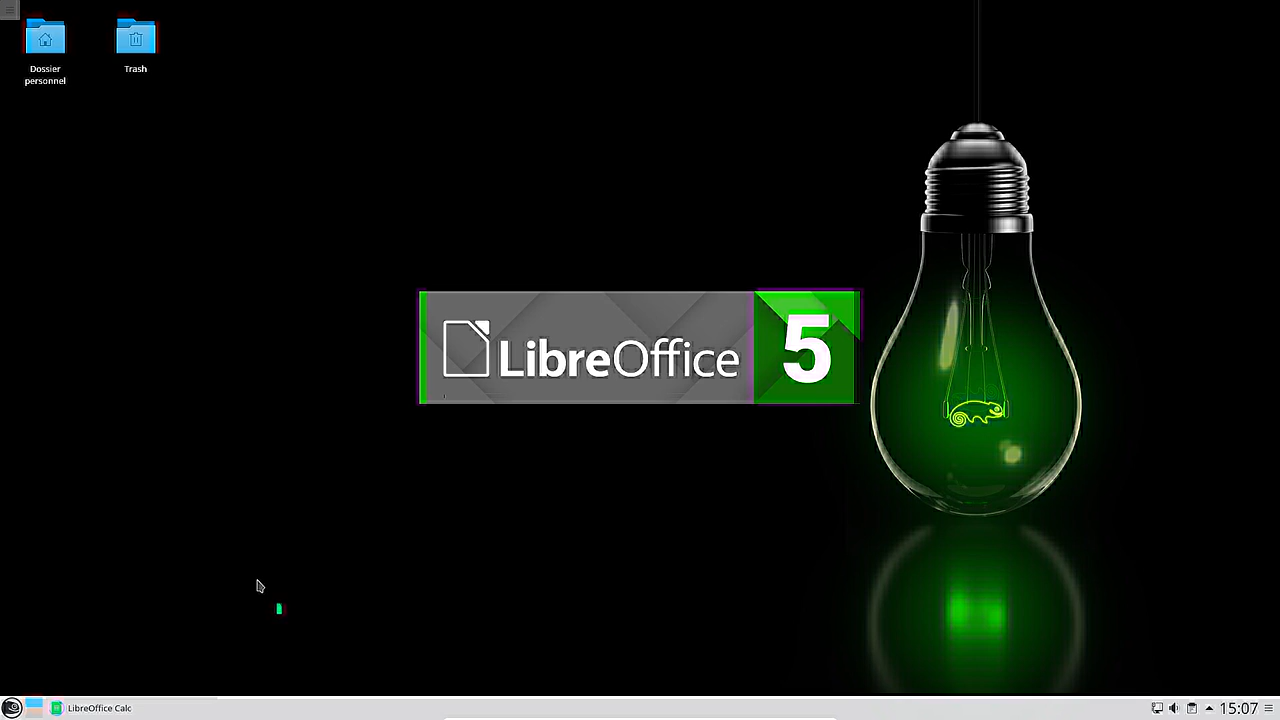 Dossier
personnel
Trash
LibreOffice 5
LibreOffice Calc
15:07